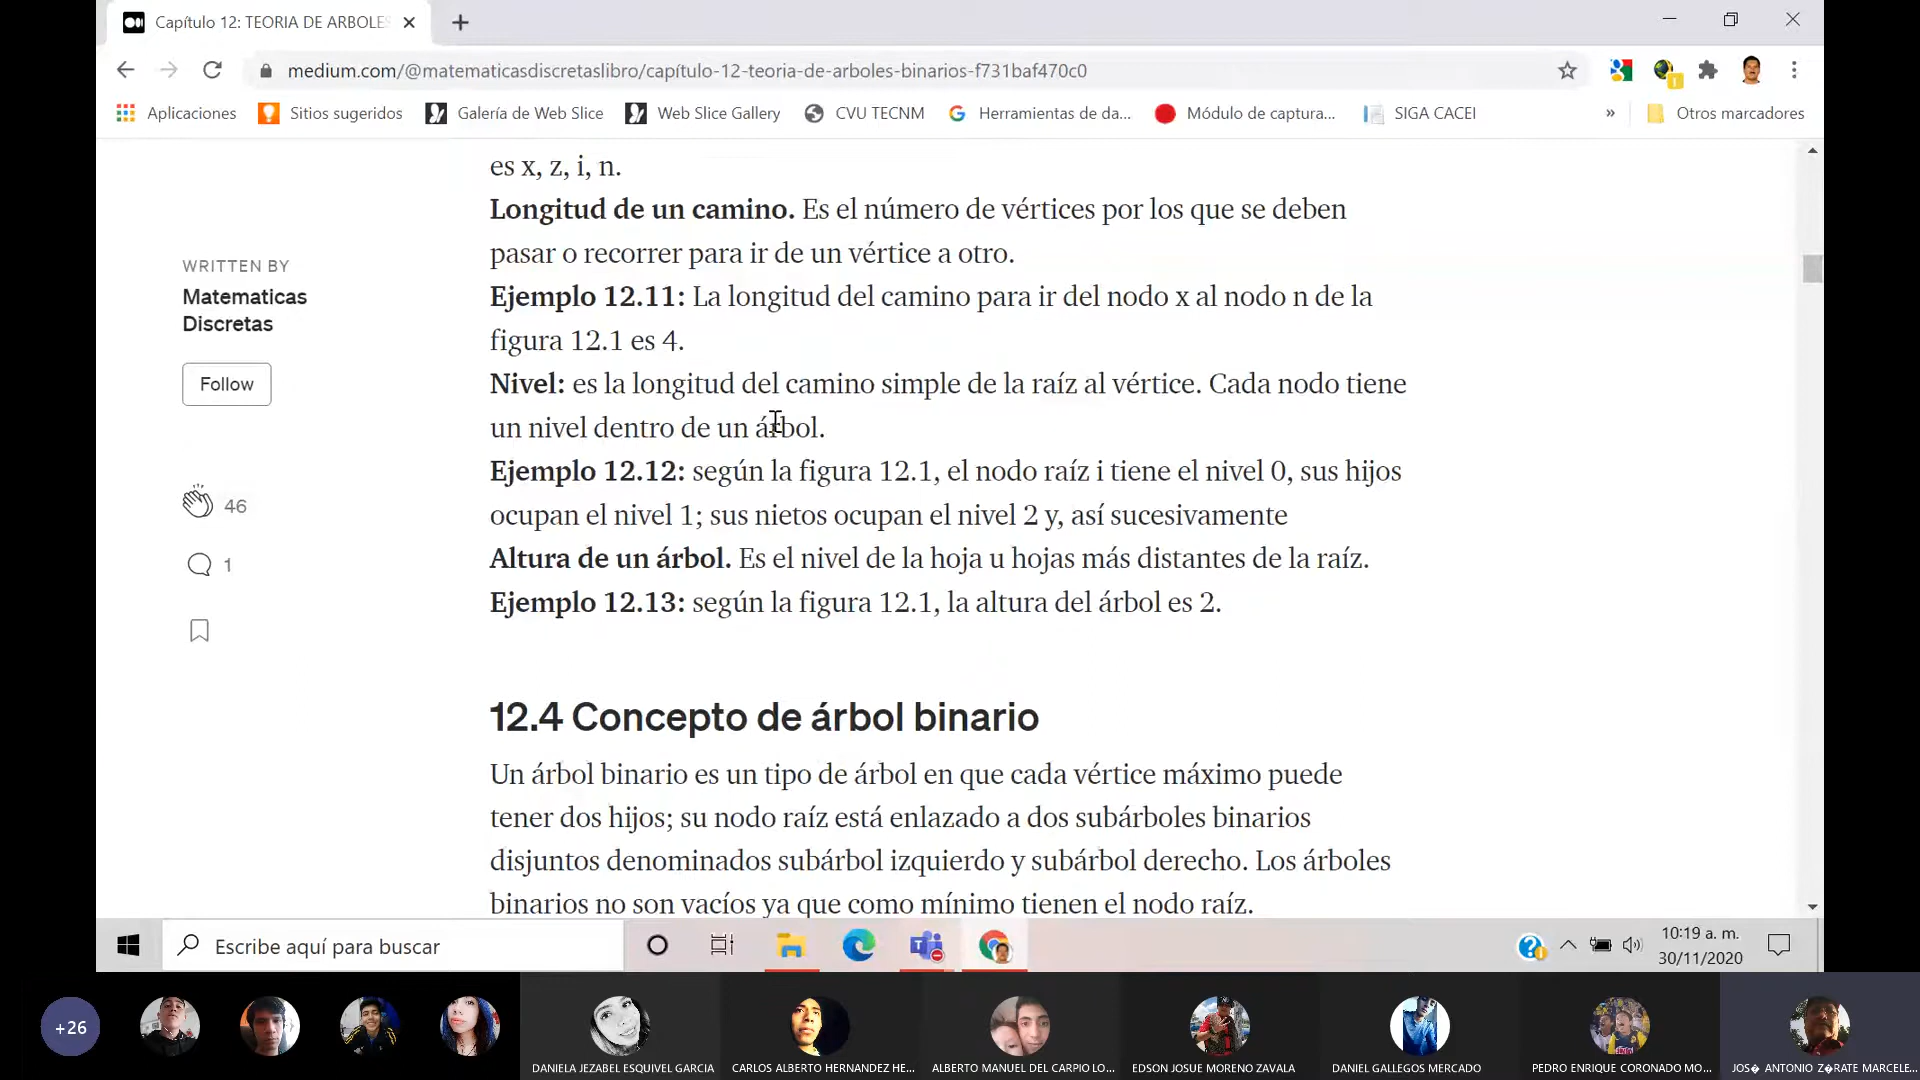 Capítulo 12: TEORIA DE ARBOLES
medium.com/@matematicasdiscretaslibro/capítulo-12-teoria-de-arboles-binarios-f731baf470c0
Aplicaciones
Sitios sugeridos
Galería de Web Slice
Web Slice Gallery
CVU TECNM
Herramientas de da...
Módulo de captura...
SIGA CACEI
»
Otros marcadores
es x, z, i, n.
Longitud de un camino. Es el número de vértices por los que se deben
pasar o recorrer para ir de un vértice a otro.
Ejemplo 12.11: La longitud del camino para ir del nodo x al nodo n de la
figura 12.1 es 4.
Nivel: es la longitud del camino simple de la raíz al vértice. Cada nodo tiene
un nivel dentro de un árbol.
Ejemplo 12.12: según la figura 12.1, el nodo raíz i tiene el nivel 0, sus hijos
ocupan el nivel 1; sus nietos ocupan el nivel 2 y, así sucesivamente
Altura de un árbol. Es el nivel de la hoja u hojas más distantes de la raíz.
Ejemplo 12.13: según la figura 12.1, la altura del árbol es 2.
WRITTEN BY
Matematicas
Discretas
Follow
46
1
12.4 Concepto de árbol binario
Un árbol binario es un tipo de árbol en que cada vértice máximo puede
tener dos hijos; su nodo raíz está enlazado a dos subárboles binarios
disjuntos denominados subárbol izquierdo y subárbol derecho. Los árboles
binarios no son vacíos ya que como mínimo tienen el nodo raíz.
Escribe aquí para buscar
10:19 a. m.
30/11/2020
+26
DANIELA JEZABEL ESQUIVEL GARCIA
CARLOS ALBERTO HERNANDEZ HE...
ALBERTO MANUEL DEL CARPIO LO...
EDSON JOSUE MORENO ZAVALA
DANIEL GALLEGOS MERCADO
PEDRO ENRIQUE CORONADO MO...
JOS� ANTONIO Z�RATE MARCELE...